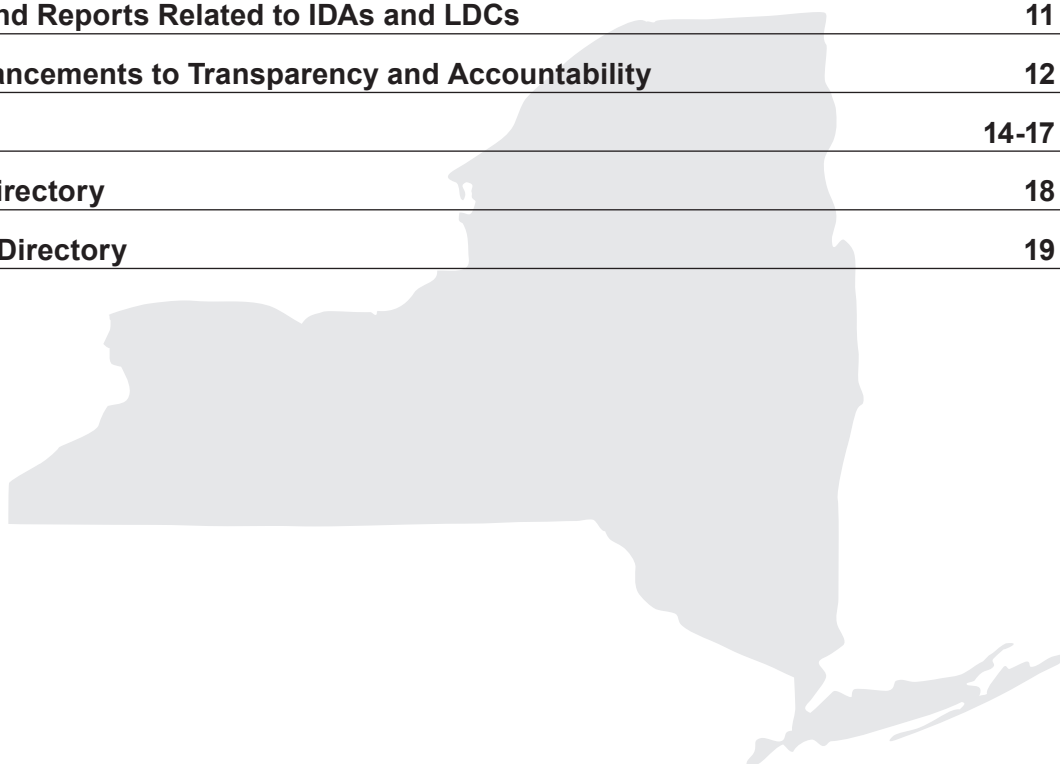 nd Reports Related to IDAs and LDCs 11
ancements to Transparency and Accountability 12
14-17
irectory 18
Directory 19